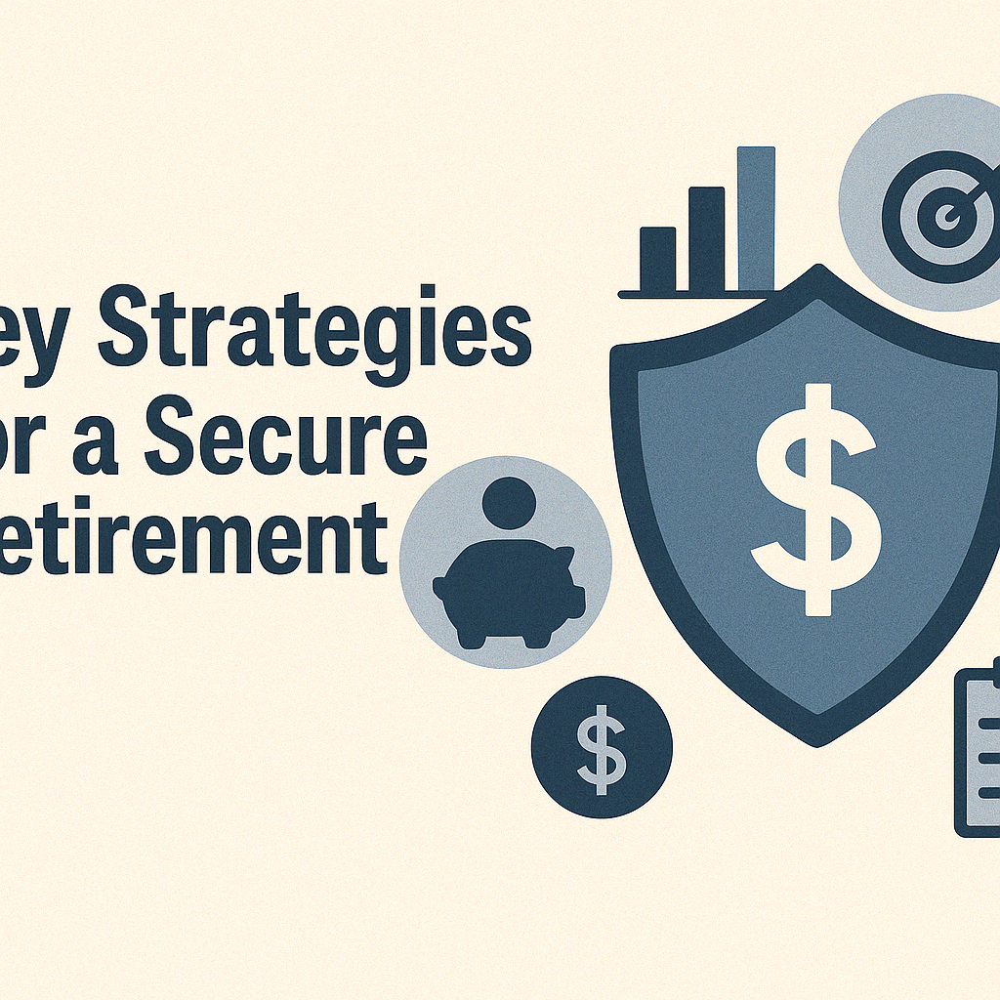 ey Strategies
or a Secure
etirement
$
$